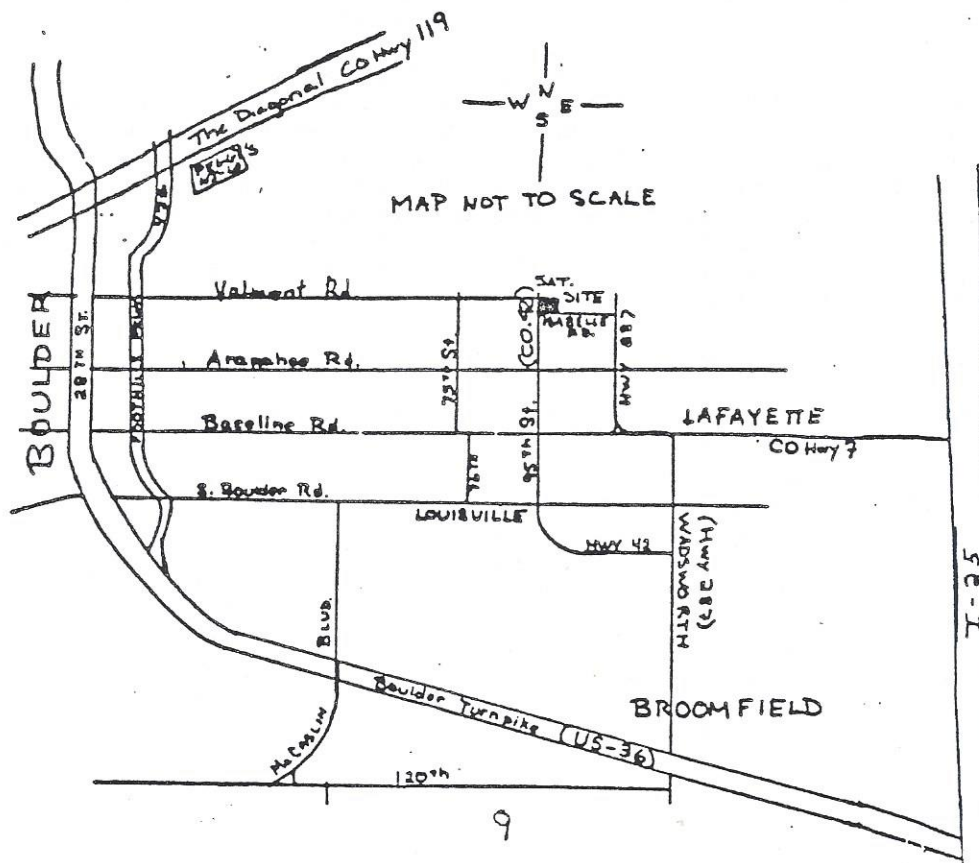 The Diagonal CO Hwy 119
N
W E
S
MAP NOT TO SCALE
BOULDER
28TH ST.
Valmont Rd.
Arapahoe Rd.
Baseline Rd.
S. Boulder Rd.
75th St.
76th
(CO.42)
95th St.
SAT.
SITE
HWY 287
LAFAYETTE
CO Hwy 7
LOUISVILLE
HWY 42
WADSWORTH
(HWY 287)
I-25
McCASLIN BLVD.
Boulder Turnpike (US-36)
BROOMFIELD
120th
9